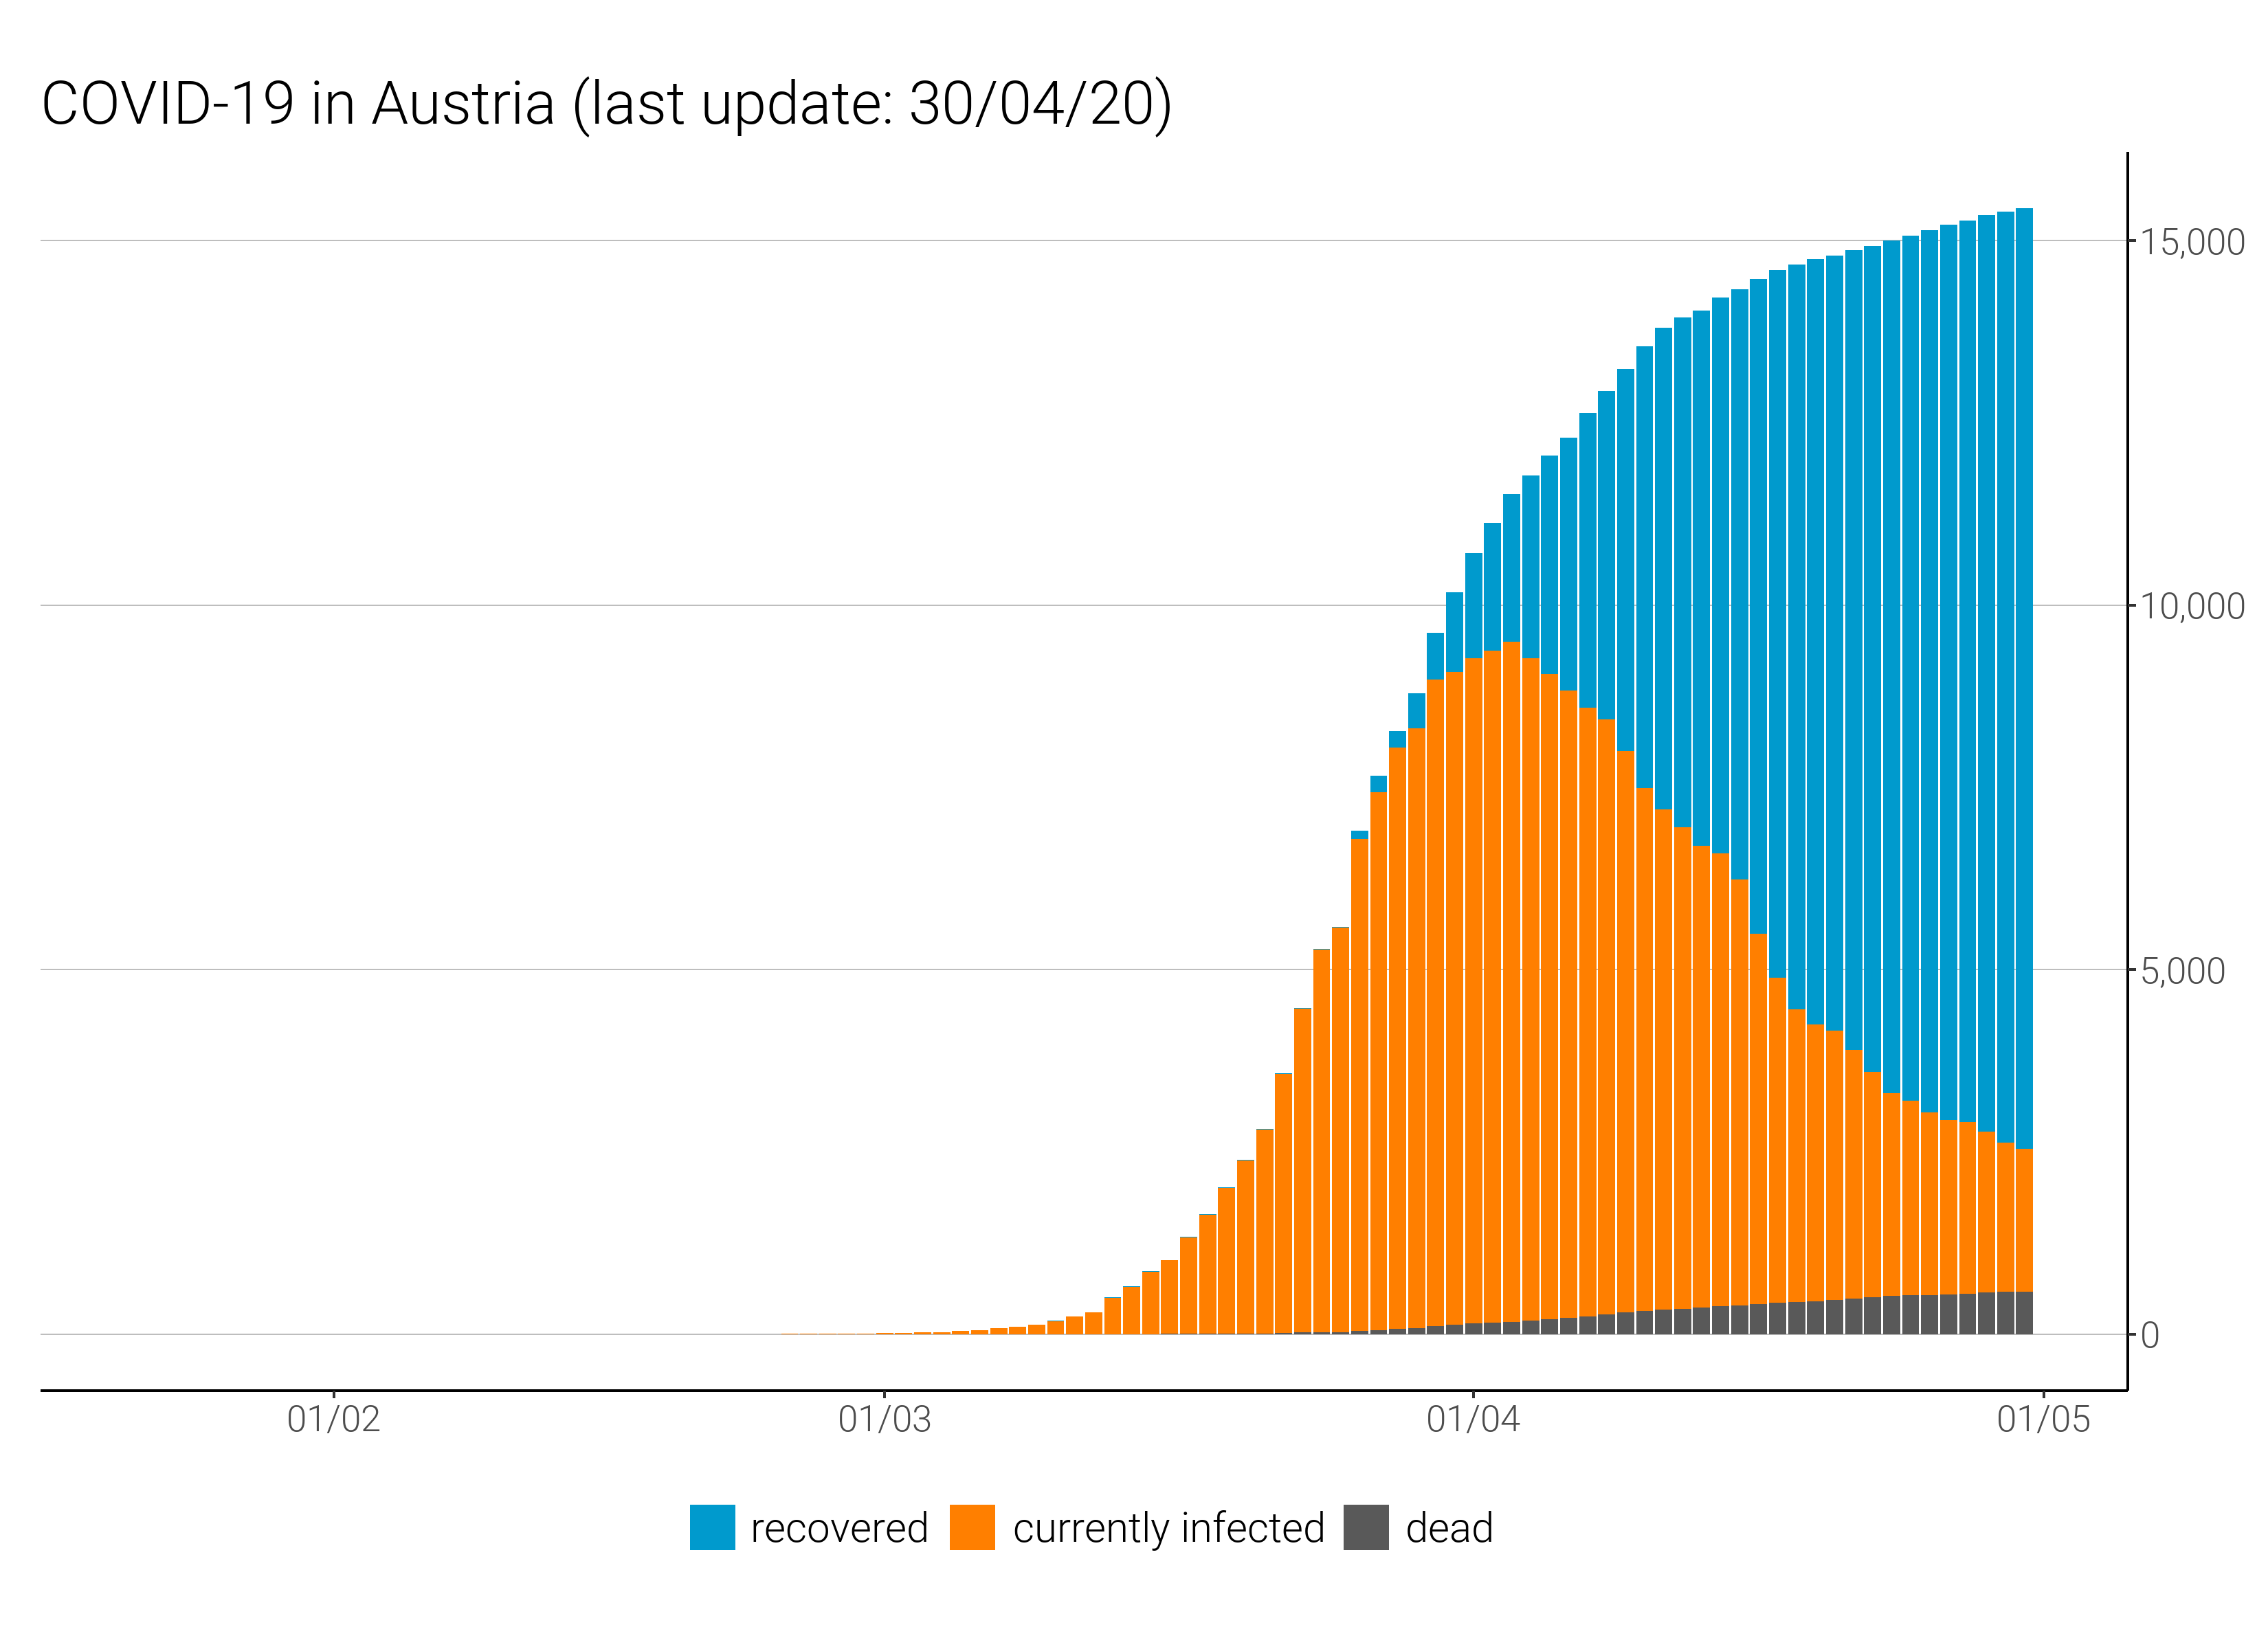 COVID-19 in Austria (last update: 30/04/20)
15,000
10,000
5,000
0
01/02 01/03 01/04 01/05
recovered currently infected dead